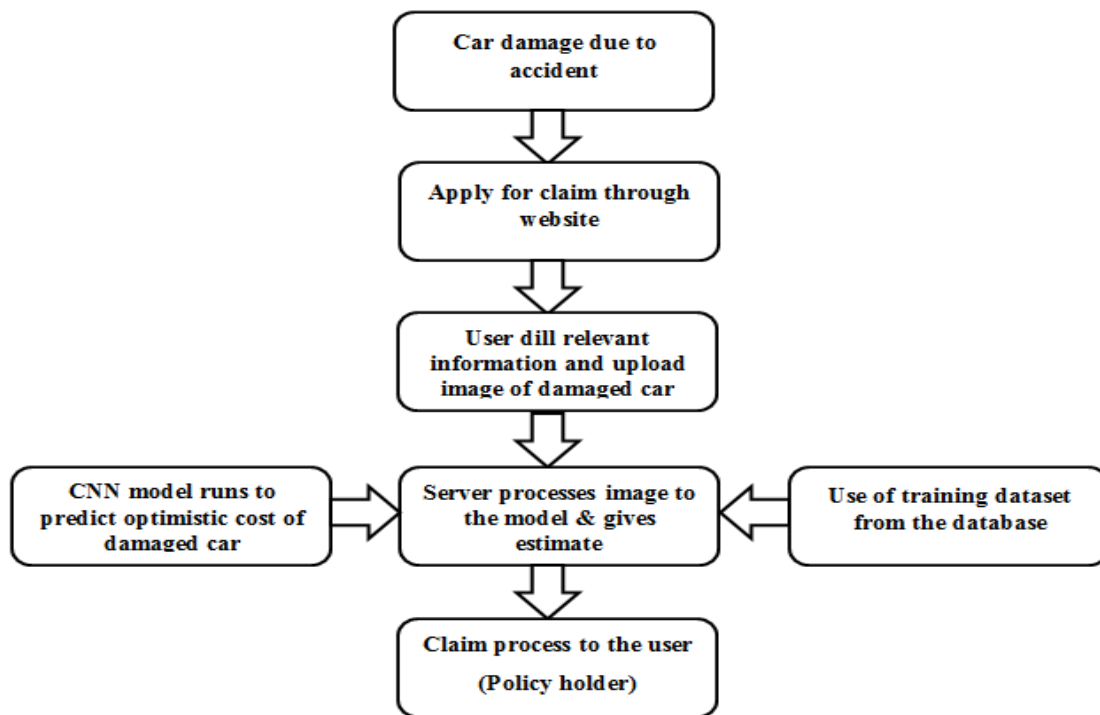 Car damage due to
accident
Apply for claim through
website
User dill relevant
information and upload
image of damaged car
CNN model runs to
predict optimistic cost of
damaged car
Server processes image to
the model & gives
estimate
Use of training dataset
from the database
Claim process to the user
(Policy holder)